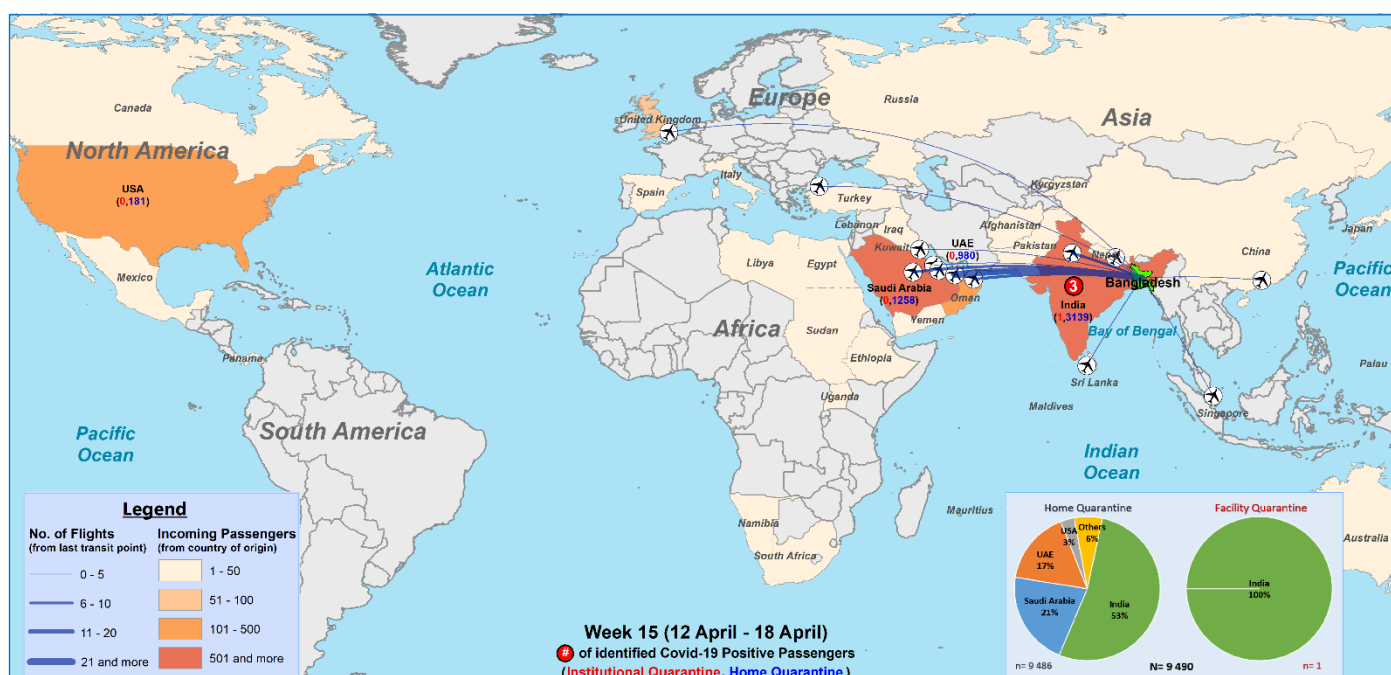 Canada
North America
USA
(0,181)
Mexico
Panama
South America
Pacific
Ocean
Atlantic
Ocean
Europe
United Kingdom
Spain
Italy
Turkey
Russia
Asia
Lebanon
Iraq
Kuwait
UAE
(0,980)
Saudi Arabia
(0,1258)
Oman
Yemen
Libya
Egypt
Africa
Sudan
Ethiopia
Uganda
Namibia
South Africa
Mauritius
Kyrgyzstan
Afghanistan
Pakistan
Nepal
China
Japan
Bangladesh
3
India
(1,3139)
Bay of Bengal
Sri Lanka
Maldives
Singapore
Palau
Pacific
Ocean
Indian
Ocean
Australia
Legend
No. of Flights
(from last transit point)
0 - 5
6 - 10
11 - 20
21 and more
Incoming Passengers
(from country of origin)
1 - 50
51 - 100
101 - 500
501 and more
Week 15 (12 April - 18 April)
# of identified Covid-19 Positive Passengers
(Institutional Quarantine, Home Quarantine)
Home Quarantine
USA
3%
Others
6%
UAE
17%
Saudi Arabia
21%
India
53%
n= 9 486
N= 9 490
Facility Quarantine
India
100%
n= 1